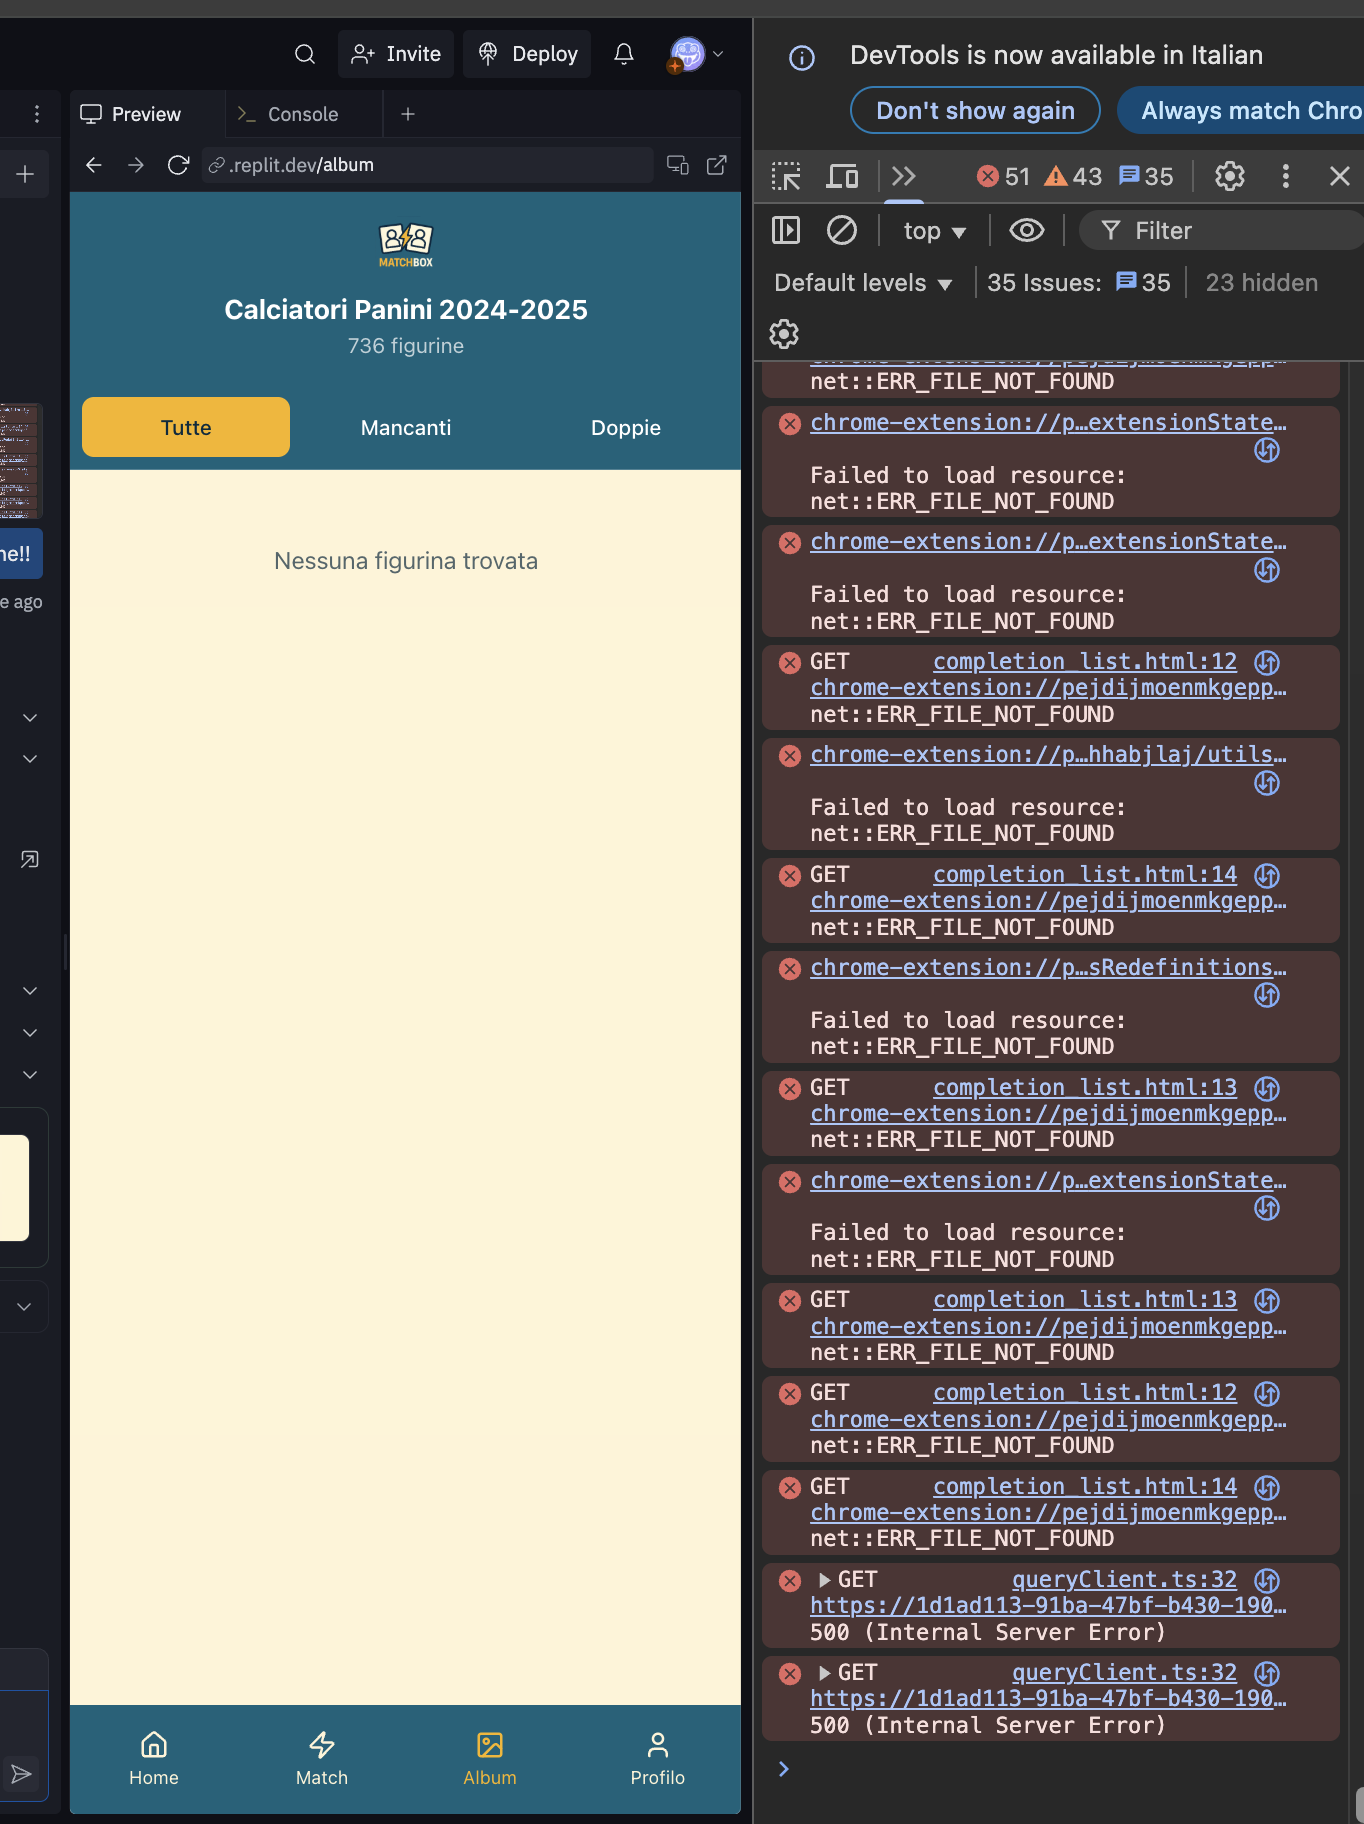 Invite
Deploy
Preview
Console
.replit.dev/album
MATCHBOX
Calciatori Panini 2024-2025
736 figurine
Tutte
Mancanti
Doppie
Nessuna figurina trovata
ne!!
e ago
Home
Match
Album
Profilo
DevTools is now available in Italian
Don't show again
Always match Chro
51
43
35
top
Filter
Default levels
35 Issues:
35
23 hidden
net::ERR_FILE_NOT_FOUND
chrome-extension://p…extensionState…
Failed to load resource:
net::ERR_FILE_NOT_FOUND
chrome-extension://p…extensionState…
Failed to load resource:
net::ERR_FILE_NOT_FOUND
GET completion_list.html:12
chrome-extension://pejdijmoenmkgepp…
net::ERR_FILE_NOT_FOUND
chrome-extension://p…hhabjlaj/utils…
Failed to load resource:
net::ERR_FILE_NOT_FOUND
GET completion_list.html:14
chrome-extension://pejdijmoenmkgepp…
net::ERR_FILE_NOT_FOUND
chrome-extension://p…sRedefinitions…
Failed to load resource:
net::ERR_FILE_NOT_FOUND
GET completion_list.html:13
chrome-extension://pejdijmoenmkgepp…
net::ERR_FILE_NOT_FOUND
chrome-extension://p…extensionState…
Failed to load resource:
net::ERR_FILE_NOT_FOUND
GET completion_list.html:13
chrome-extension://pejdijmoenmkgepp…
net::ERR_FILE_NOT_FOUND
GET completion_list.html:12
chrome-extension://pejdijmoenmkgepp…
net::ERR_FILE_NOT_FOUND
GET completion_list.html:14
chrome-extension://pejdijmoenmkgepp…
net::ERR_FILE_NOT_FOUND
GET queryClient.ts:32
https://1d1ad113-91ba-47bf-b430-190…
500 (Internal Server Error)
GET queryClient.ts:32
https://1d1ad113-91ba-47bf-b430-190…
500 (Internal Server Error)